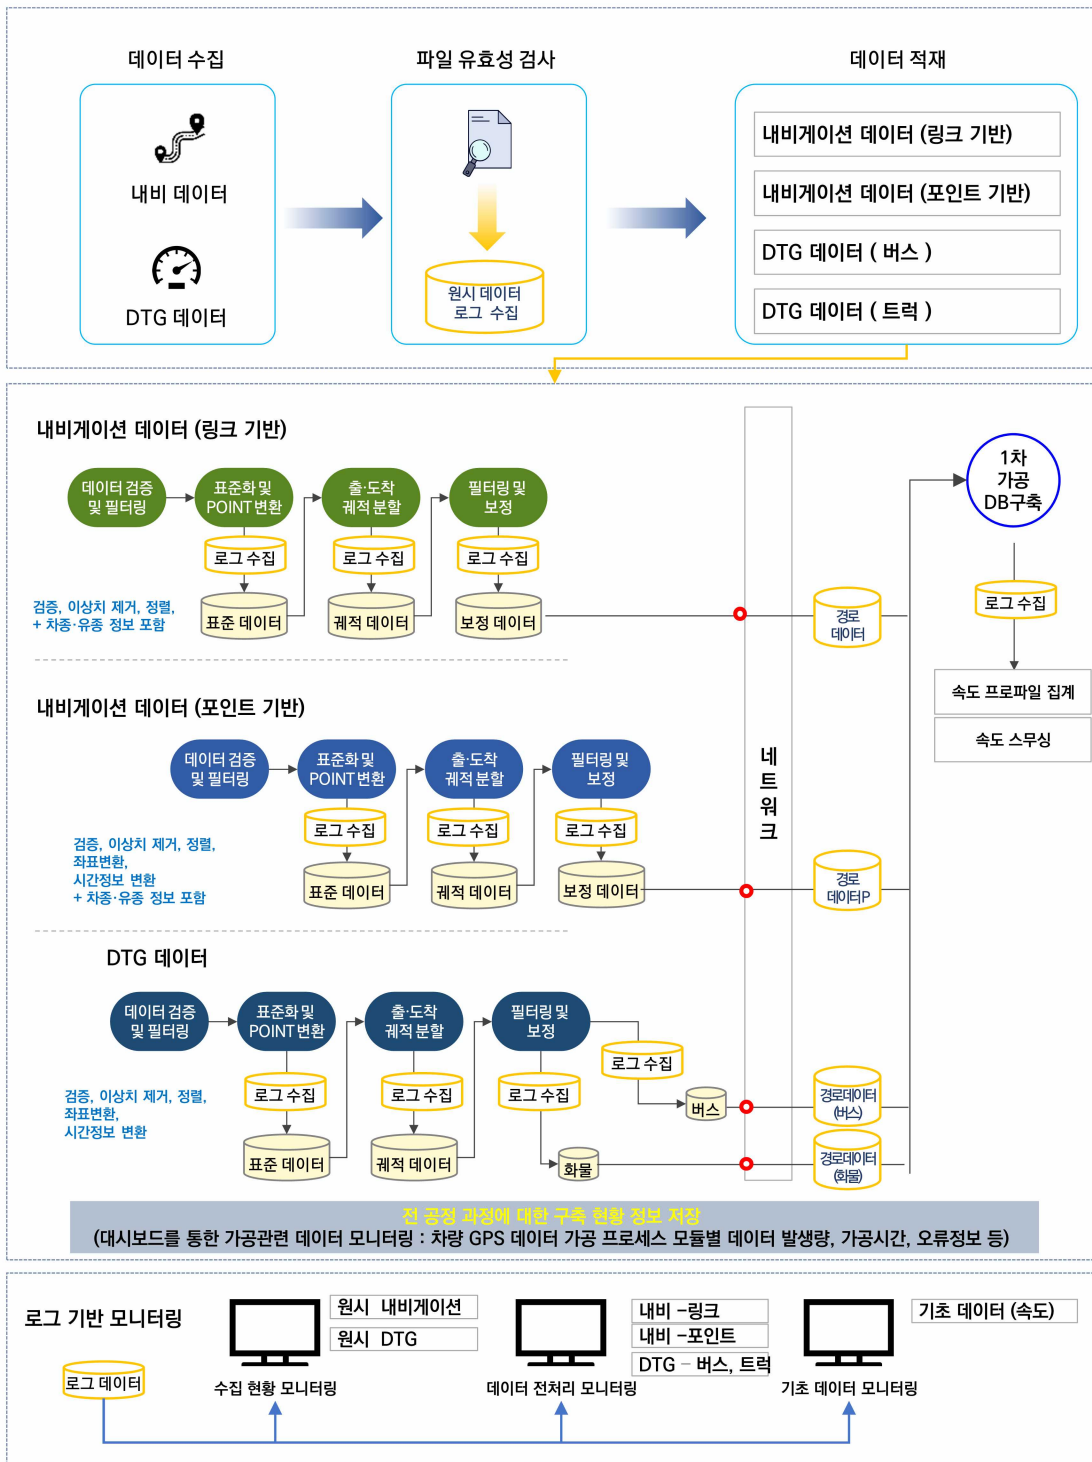 데이터 수집
파일 유효성 검사
데이터 적재
내비 데이터
DTG 데이터
원시 데이터
로그 수집
내비게이션 데이터 (링크 기반)
내비게이션 데이터 (포인트 기반)
DTG 데이터 ( 버스 )
DTG 데이터 ( 트럭 )
내비게이션 데이터 (링크 기반)
데이터 검증
및 필터링
표준화 및
POINT 변환
출·도착
궤적 분할
필터링 및
보정
로그 수집
로그 수집
로그 수집
검증, 이상치 제거, 정렬,
+ 차종·유종 정보 포함
표준 데이터
궤적 데이터
보정 데이터
경로
데이터
1차
가공
DB구축
로그 수집
속도 프로파일 집계
속도 스무싱
네
트
워
크
내비게이션 데이터 (포인트 기반)
데이터 검증
및 필터링
표준화 및
POINT 변환
출·도착
궤적 분할
필터링 및
보정
로그 수집
로그 수집
로그 수집
검증, 이상치 제거, 정렬,
좌표변환,
시간정보 변환
+ 차종·유종 정보 포함
표준 데이터
궤적 데이터
보정 데이터
경로
데이터P
DTG 데이터
데이터 검증
및 필터링
표준화 및
POINT 변환
출·도착
궤적 분할
필터링 및
보정
로그 수집
로그 수집
로그 수집
로그 수집
검증, 이상치 제거, 정렬,
좌표변환,
시간정보 변환
표준 데이터
궤적 데이터
버스
화물
경로데이터
(버스)
경로데이터
(화물)
전 공정 과정에 대한 구축 현황 정보 저장
(대시보드를 통한 가공관련 데이터 모니터링 : 차량 GPS 데이터 가공 프로세스 모듈별 데이터 발생량, 가공시간, 오류정보 등)
로그 기반 모니터링
로그 데이터
원시 내비게이션
원시 DTG
수집 현황 모니터링
내비 -링크
내비 -포인트
DTG – 버스, 트럭
데이터 전처리 모니터링
기초 데이터 (속도)
기초 데이터 모니터링